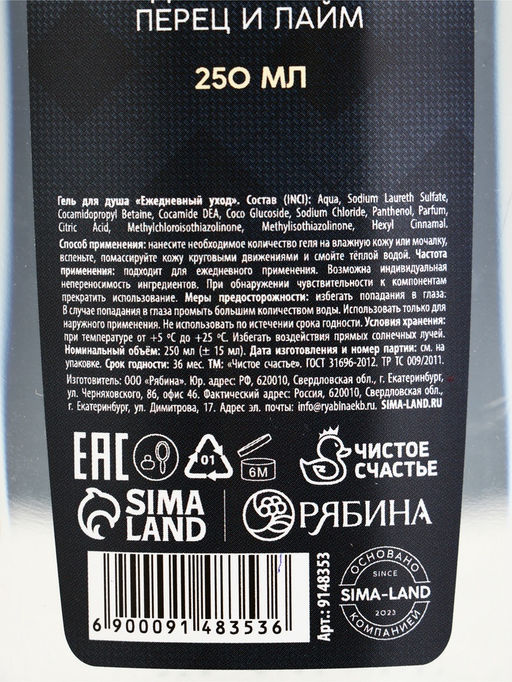 ПЕРЕЦ И ЛАЙМ
250 МЛ
Гель для душа «Ежедневный уход». Состав (INCI): Aqua, Sodium Laureth Sulfate,
Cocamidopropyl Betaine, Cocamide DEA, Coco Glucoside, Sodium Chloride, Panthenol, Parfum,
Citric Acid, Methylchloroisothiazolinone, Methylisothiazolinone, Hexyl Cinnamal.
Способ применения: нанесите необходимое количество геля на влажную кожу или мочалку,
вспеньте, помассируйте кожу круговыми движениями и смойте тёплой водой. Частота
применения: подходит для ежедневного применения. Возможна индивидуальная
непереносимость ингредиентов. При обнаружении чувствительности к компонентам
прекратить использование. Меры предосторожности: избегать попадания в глаза.
В случае попадания в глаза промыть большим количеством воды. Использовать только для
наружного применения. Не использовать по истечении срока годности. Условия хранения:
при температуре от +5 °С до +25 °С. Избегать воздействия прямых солнечных лучей.
Номинальный объём: 250 мл (± 15 мл). Дата изготовления и номер партии: см. на
упаковке. Срок годности: 36 мес. ТМ: «Чистое счастье». ГОСТ 31696-2012. ТР ТС 009/2011.
Изготовитель: ООО «Рябина». Юр. адрес: РФ, 620010, Свердловская обл., г. Екатеринбург,
ул. Черняховского, 86, офис 46. Фактический адрес: Россия, 620010, Свердловская обл.,
г. Екатеринбург, ул. Димитрова, 17. Адрес эл. почты: info@ryabinaekb.ru. SIMA-LAND.RU
EAC
01
6M
ЧИСТОЕ
СЧАСТЬЕ
SIMA
LAND
РЯБИНА
6 900091 483536
Арт.: 9148353
ОСНОВАНО
SINCE
SIMA-LAND
2023
КОМПАНИЕЙ